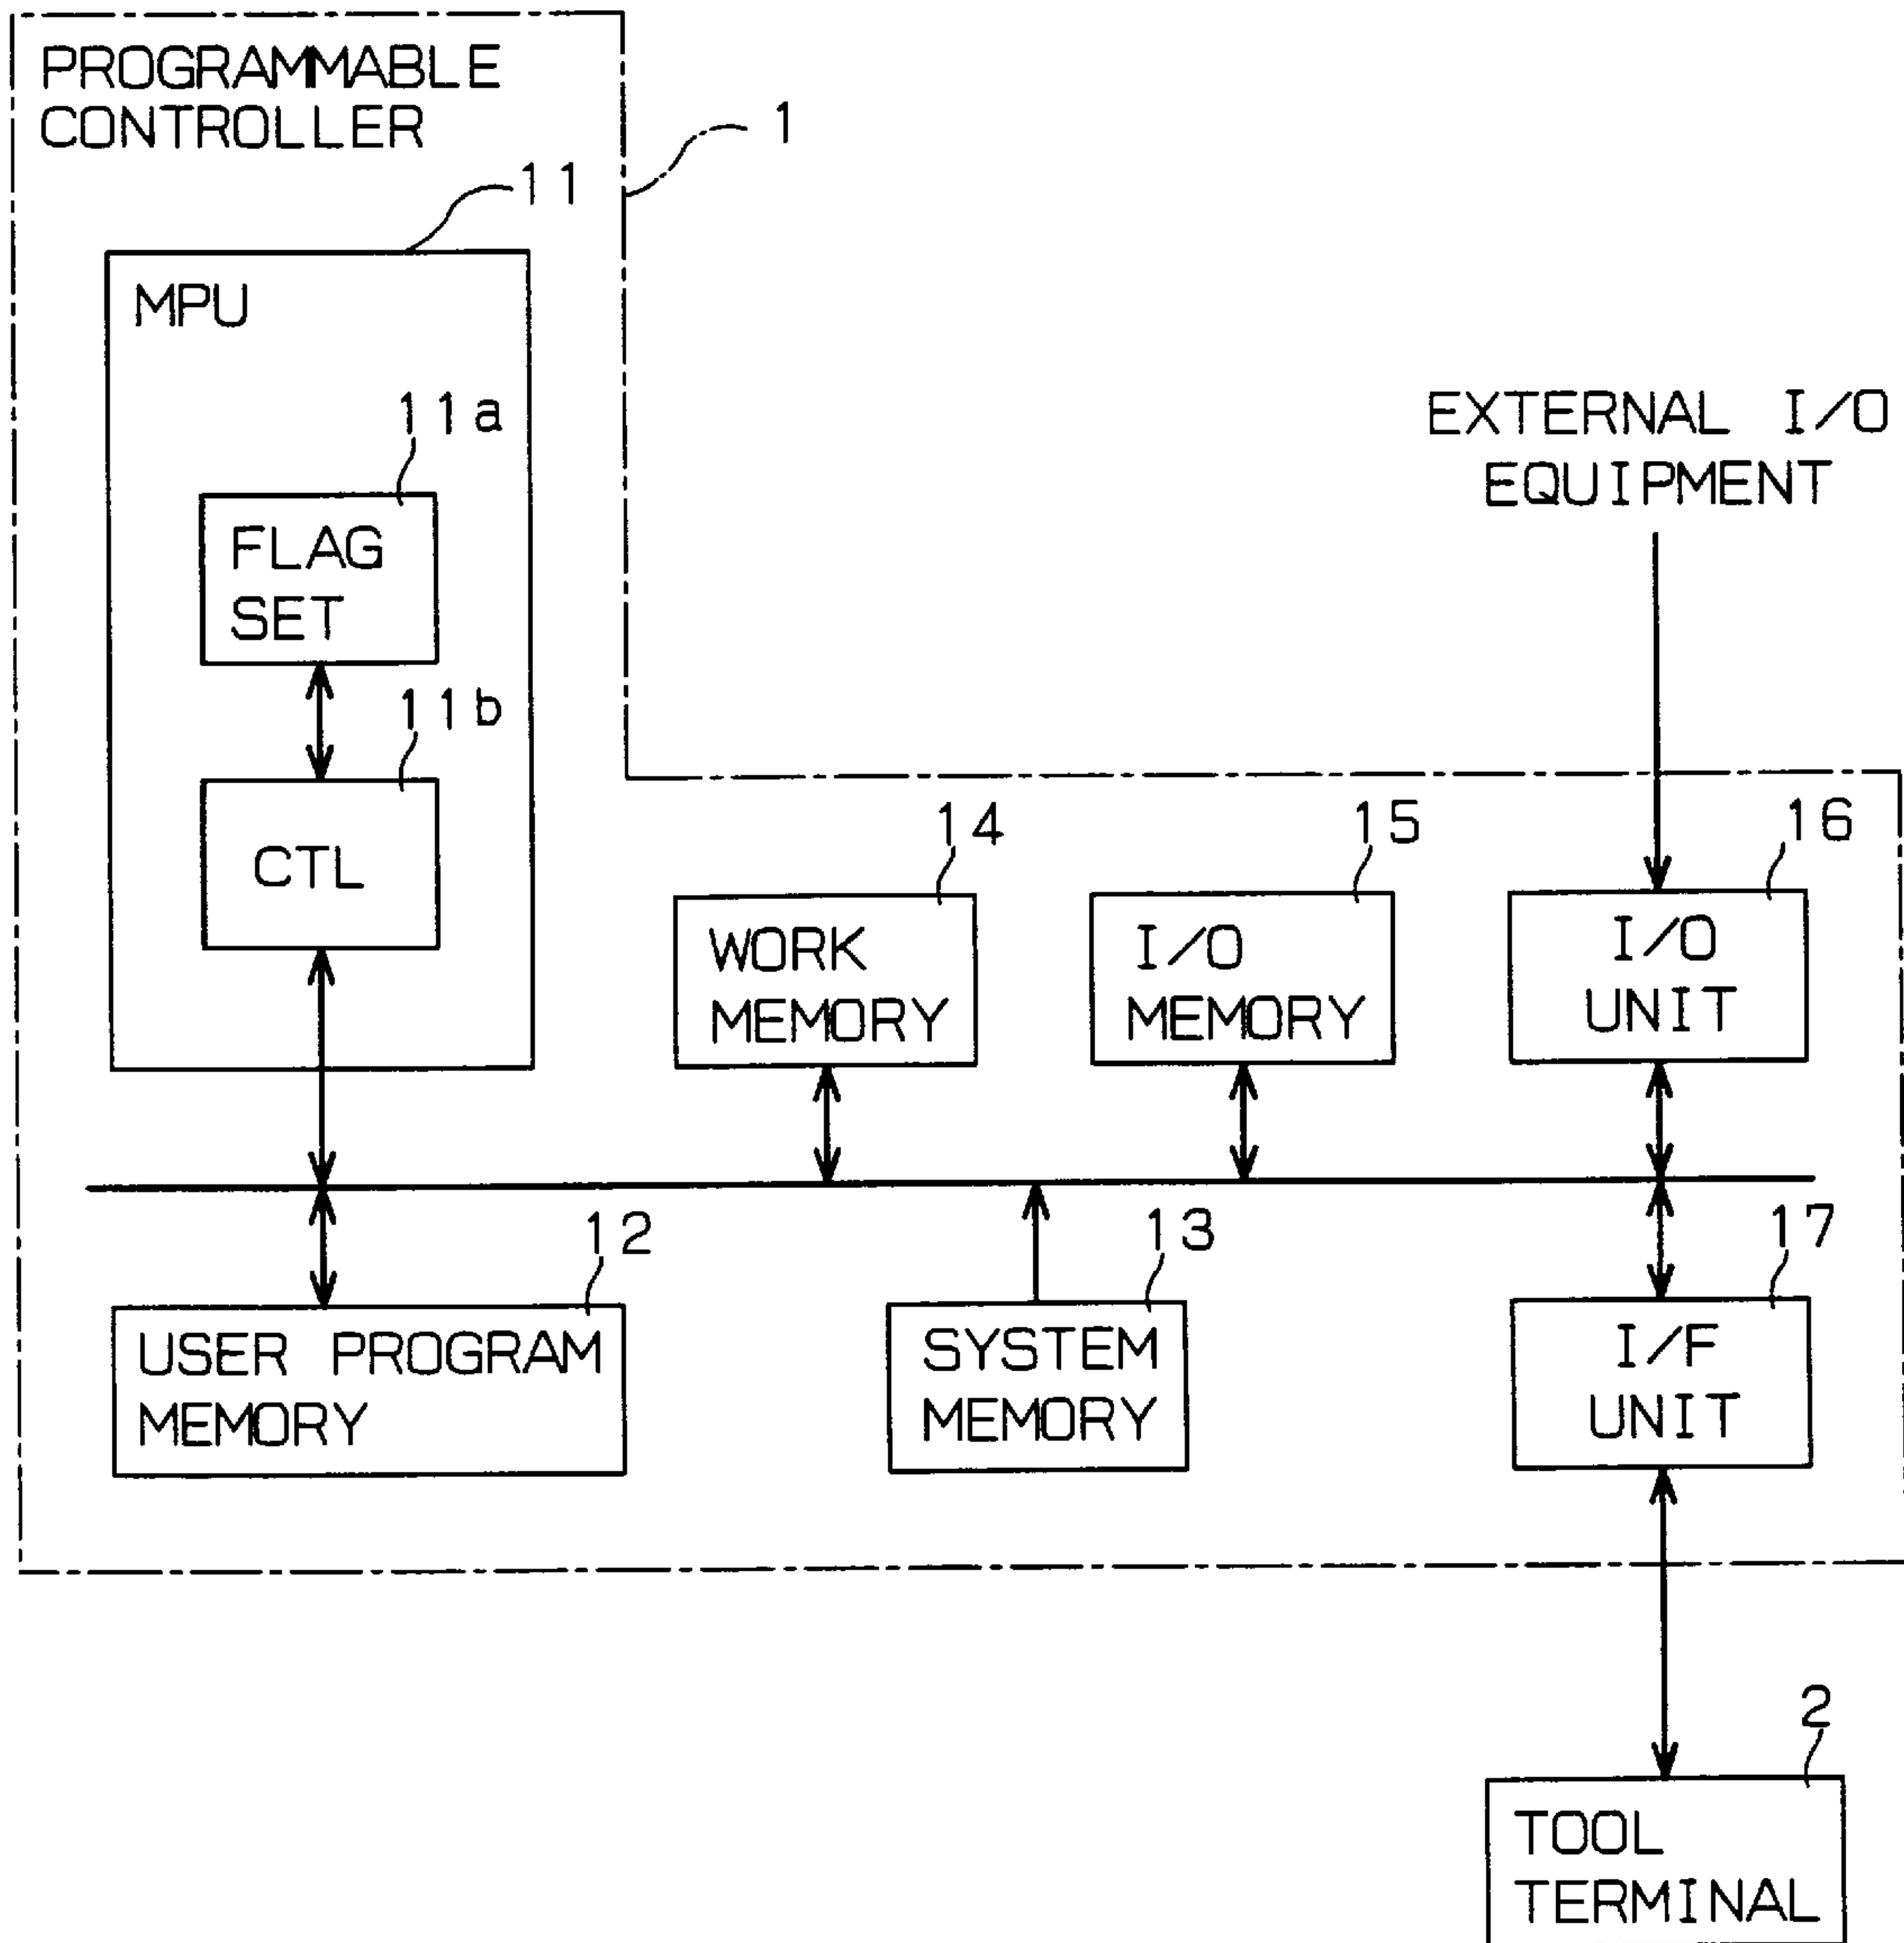 PROGRAMMABLE
CONTROLLER
1
11
MPU
11a
FLAG
SET
11b
CTL
EXTERNAL I/O
EQUIPMENT
14
WORK
MEMORY
15
I/O
MEMORY
16
I/O
UNIT
12
USER PROGRAM
MEMORY
13
SYSTEM
MEMORY
17
I/F
UNIT
2
TOOL
TERMINAL